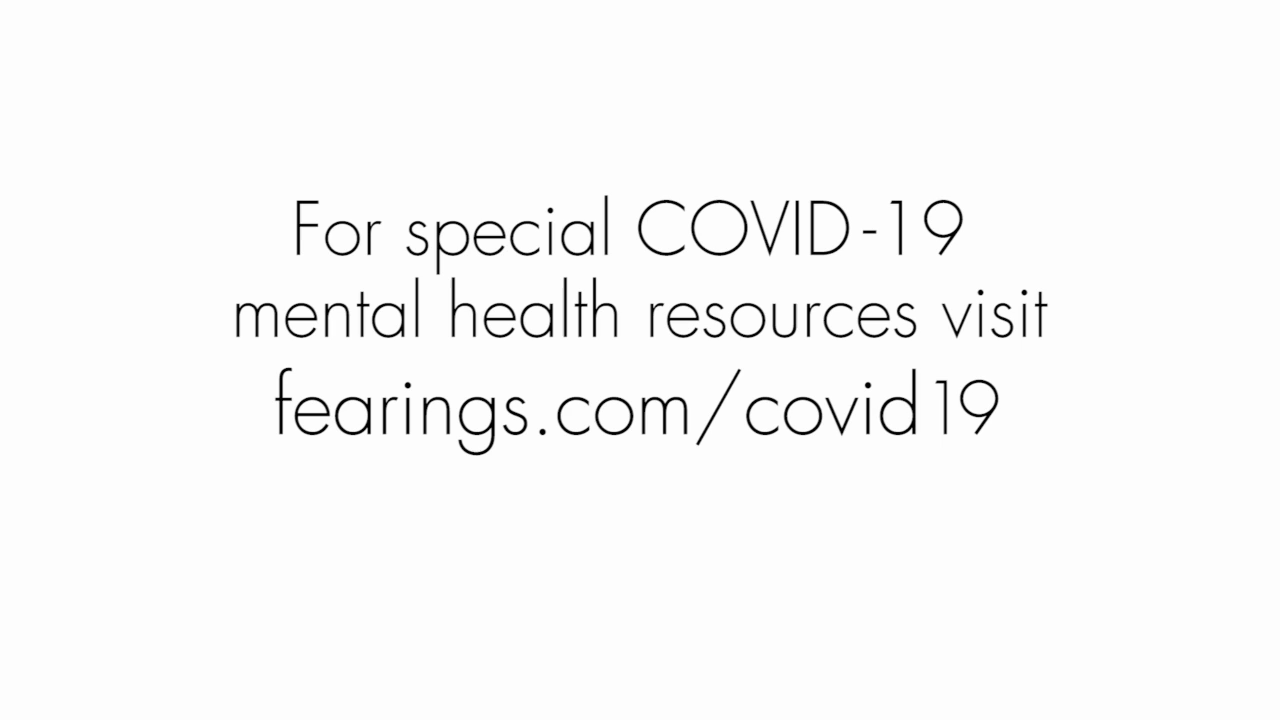 For special COVID-19
mental health resources visit
fearings.com/covid19